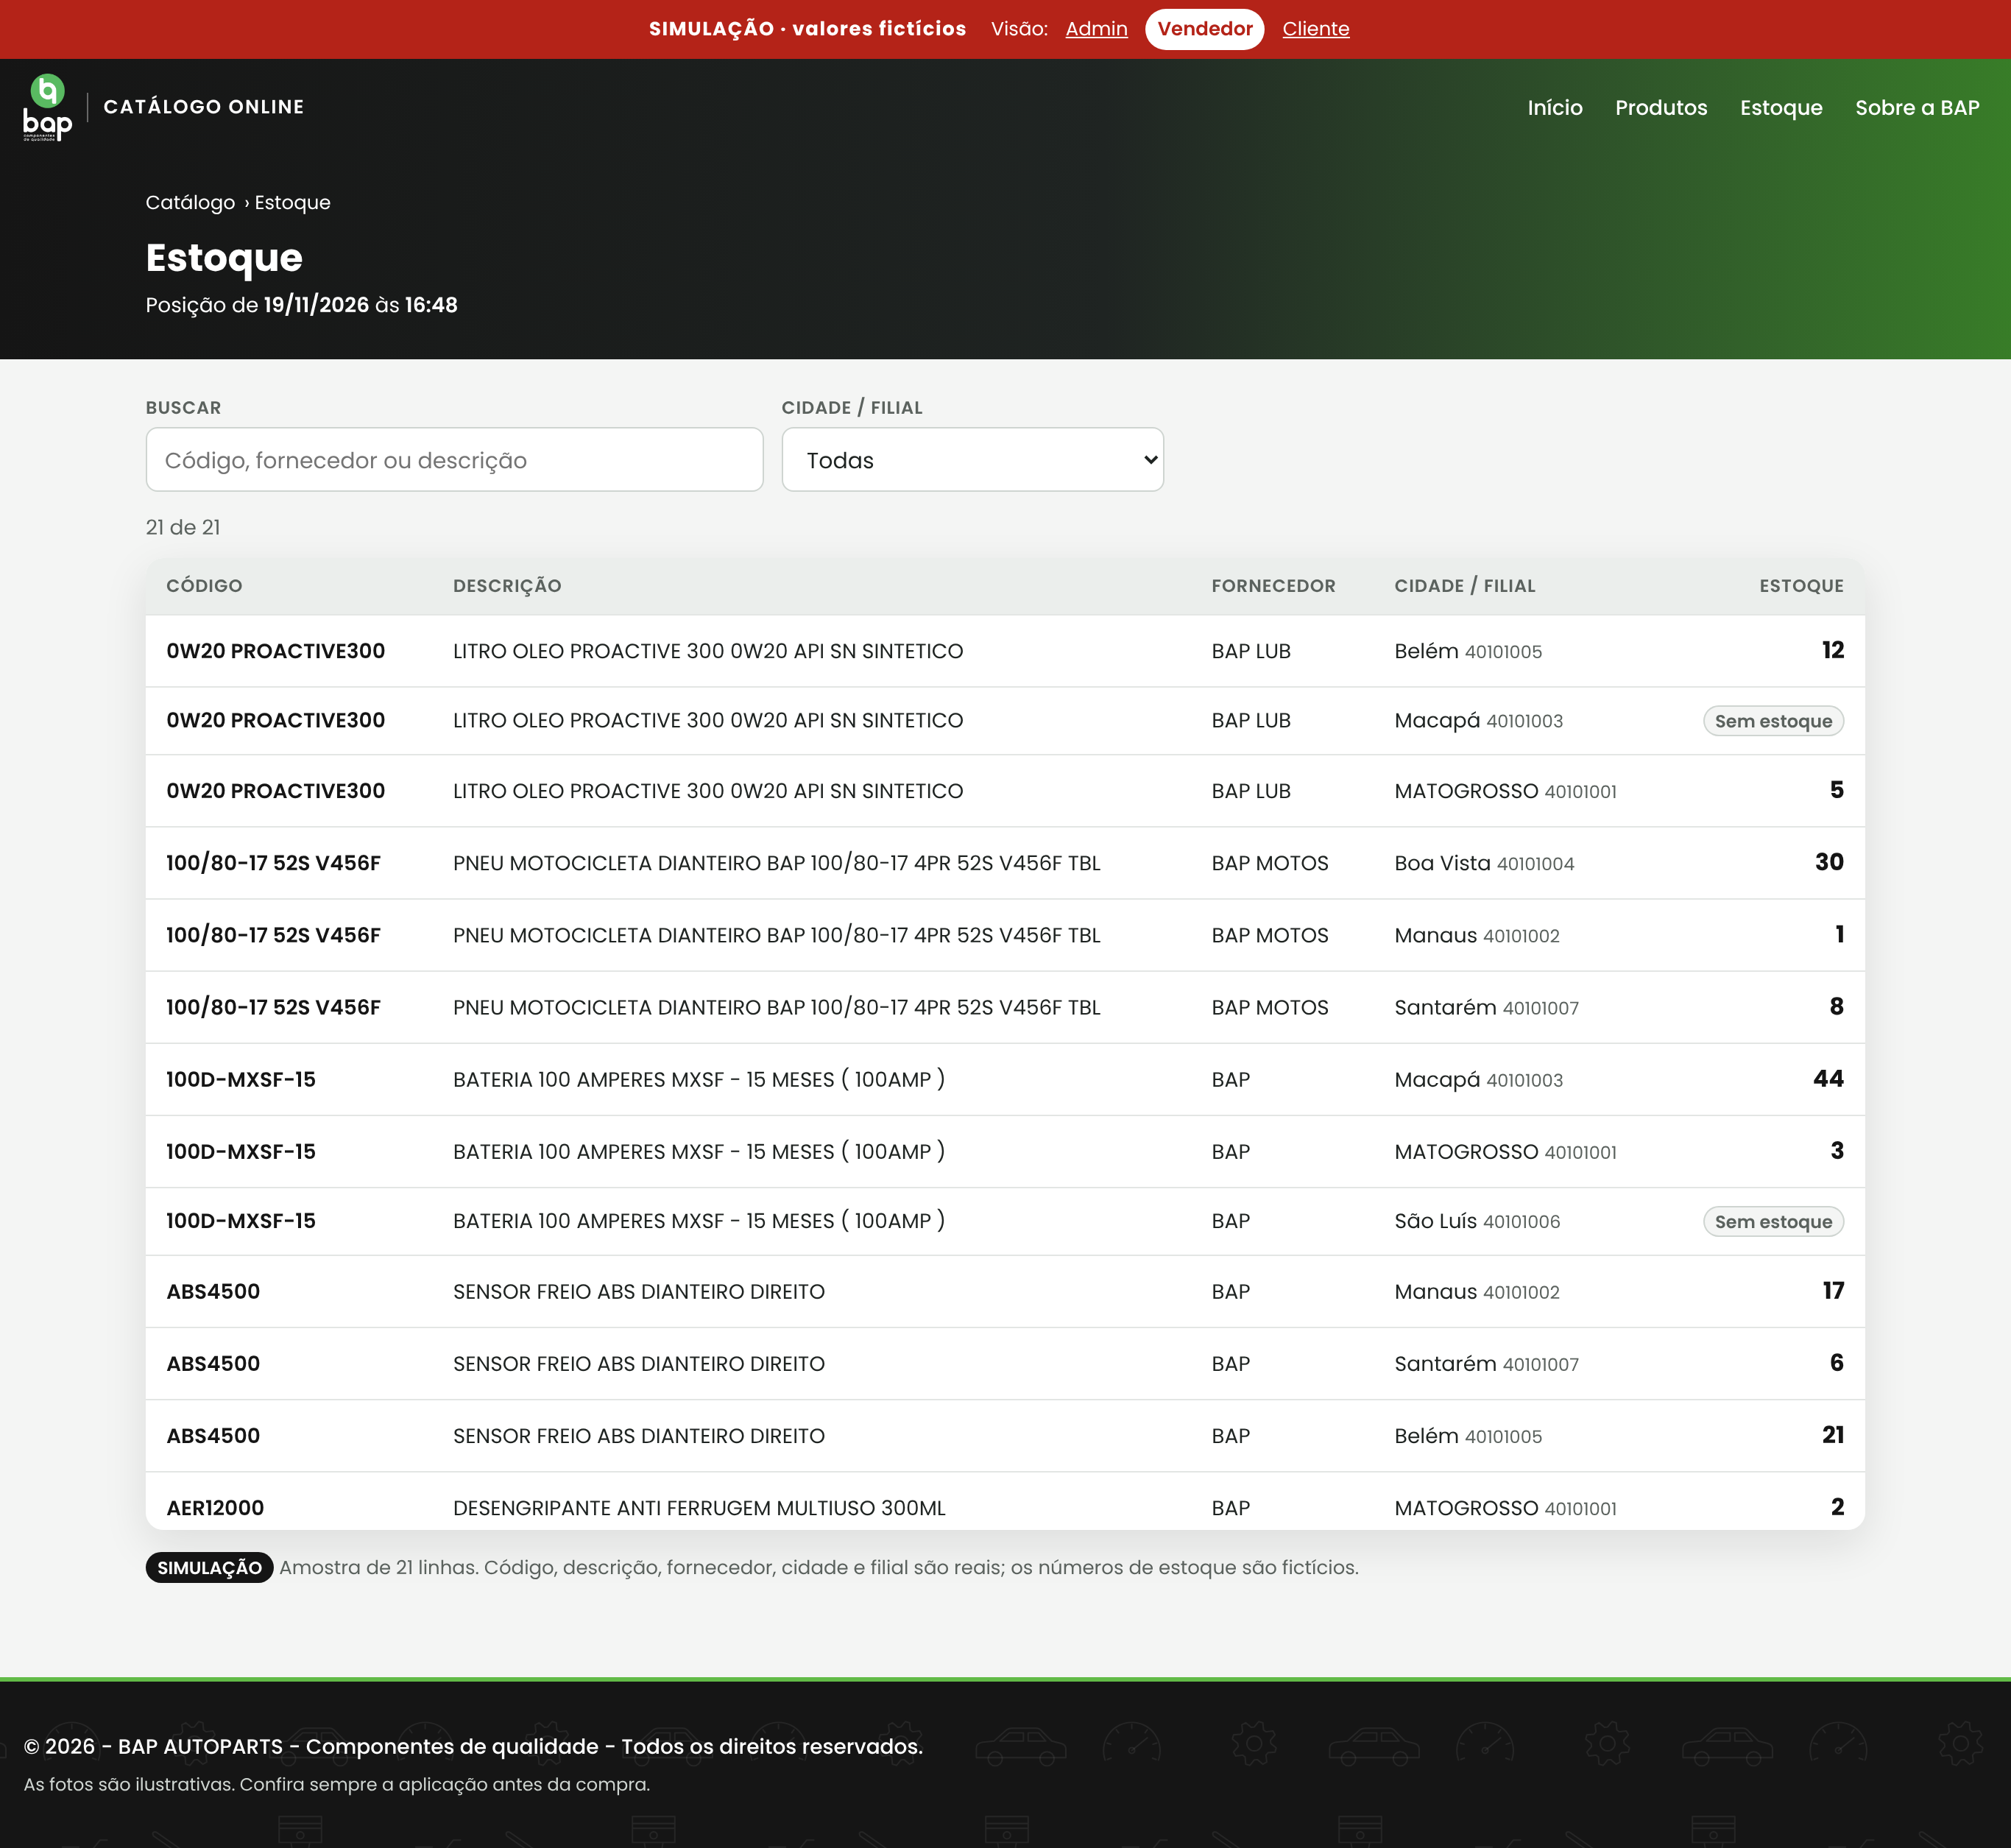 SIMULAÇÃO · valores fictícios Visão: Admin Vendedor Cliente
bap
componentes
de qualidade
CATÁLOGO ONLINE
Início Produtos Estoque Sobre a BAP
Catálogo › Estoque
Estoque
Posição de 19/11/2026 às 16:48
BUSCAR CIDADE / FILIAL
Código, fornecedor ou descrição Todas
21 de 21
CÓDIGO DESCRIÇÃO FORNECEDOR CIDADE / FILIAL ESTOQUE
0W20 PROACTIVE300 LITRO OLEO PROACTIVE 300 0W20 API SN SINTETICO BAP LUB Belém 40101005 12
0W20 PROACTIVE300 LITRO OLEO PROACTIVE 300 0W20 API SN SINTETICO BAP LUB Macapá 40101003 Sem estoque
0W20 PROACTIVE300 LITRO OLEO PROACTIVE 300 0W20 API SN SINTETICO BAP LUB MATOGROSSO 40101001 5
100/80-17 52S V456F PNEU MOTOCICLETA DIANTEIRO BAP 100/80-17 4PR 52S V456F TBL BAP MOTOS Boa Vista 40101004 30
100/80-17 52S V456F PNEU MOTOCICLETA DIANTEIRO BAP 100/80-17 4PR 52S V456F TBL BAP MOTOS Manaus 40101002 1
100/80-17 52S V456F PNEU MOTOCICLETA DIANTEIRO BAP 100/80-17 4PR 52S V456F TBL BAP MOTOS Santarém 40101007 8
100D-MXSF-15 BATERIA 100 AMPERES MXSF - 15 MESES ( 100AMP ) BAP Macapá 40101003 44
100D-MXSF-15 BATERIA 100 AMPERES MXSF - 15 MESES ( 100AMP ) BAP MATOGROSSO 40101001 3
100D-MXSF-15 BATERIA 100 AMPERES MXSF - 15 MESES ( 100AMP ) BAP São Luís 40101006 Sem estoque
ABS4500 SENSOR FREIO ABS DIANTEIRO DIREITO BAP Manaus 40101002 17
ABS4500 SENSOR FREIO ABS DIANTEIRO DIREITO BAP Santarém 40101007 6
ABS4500 SENSOR FREIO ABS DIANTEIRO DIREITO BAP Belém 40101005 21
AER12000 DESENGRIPANTE ANTI FERRUGEM MULTIUSO 300ML BAP MATOGROSSO 40101001 2
SIMULAÇÃO Amostra de 21 linhas. Código, descrição, fornecedor, cidade e filial são reais; os números de estoque são fictícios.
© 2026 - BAP AUTOPARTS - Componentes de qualidade - Todos os direitos reservados.
As fotos são ilustrativas. Confira sempre a aplicação antes da compra.